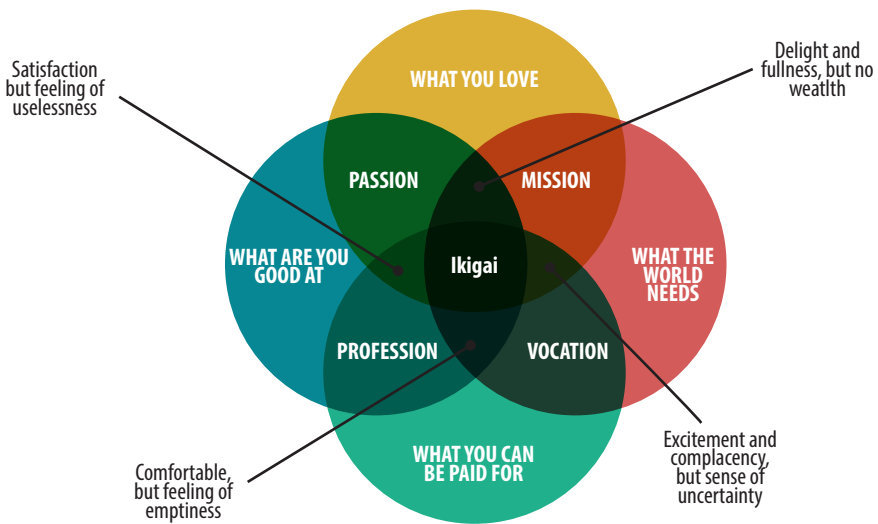 Satisfaction
but feeling of
uselessness
Delight and
fullness, but no
wealth
WHAT YOU LOVE
PASSION
MISSION
WHAT ARE YOU
GOOD AT
Ikigai
WHAT THE
WORLD
NEEDS
PROFESSION
VOCATION
WHAT YOU CAN
BE PAID FOR
Comfortable,
but feeling of
emptiness
Excitement and
complacency,
but sense of
uncertainty